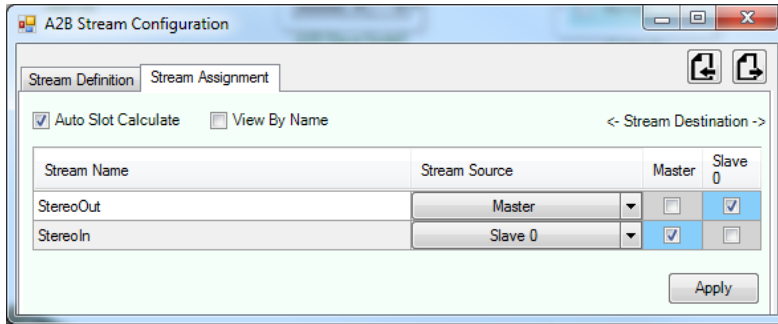 A2B Stream Configuration
Stream Definition Stream Assignment
Auto Slot Calculate View By Name <- Stream Destination ->
Stream Name Stream Source Master Slave 0
StereoOut Master
StereoIn Slave 0
Apply